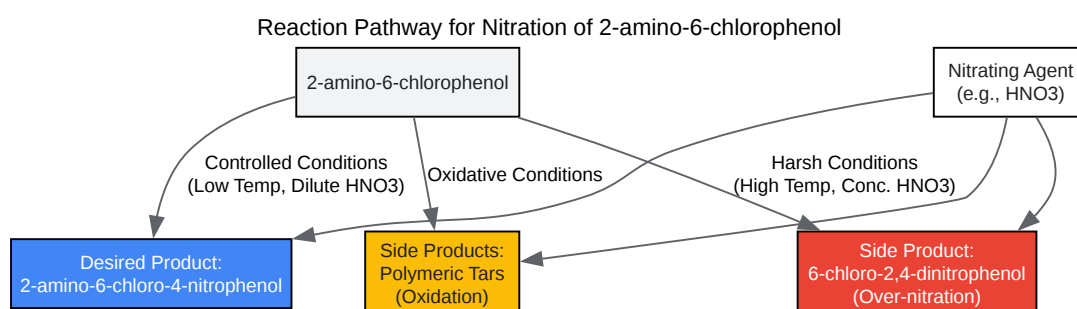 Reaction Pathway for Nitration of 2-amino-6-chlorophenol
2-amino-6-chlorophenol
Nitrating Agent
(e.g., HNO3)
Controlled Conditions
(Low Temp, Dilute HNO3)
Oxidative Conditions
Harsh Conditions
(High Temp, Conc. HNO3)
Desired Product:
2-amino-6-chloro-4-nitrophenol
Side Products:
Polymeric Tars
(Oxidation)
Side Product:
6-chloro-2,4-dinitrophenol
(Over-nitration)